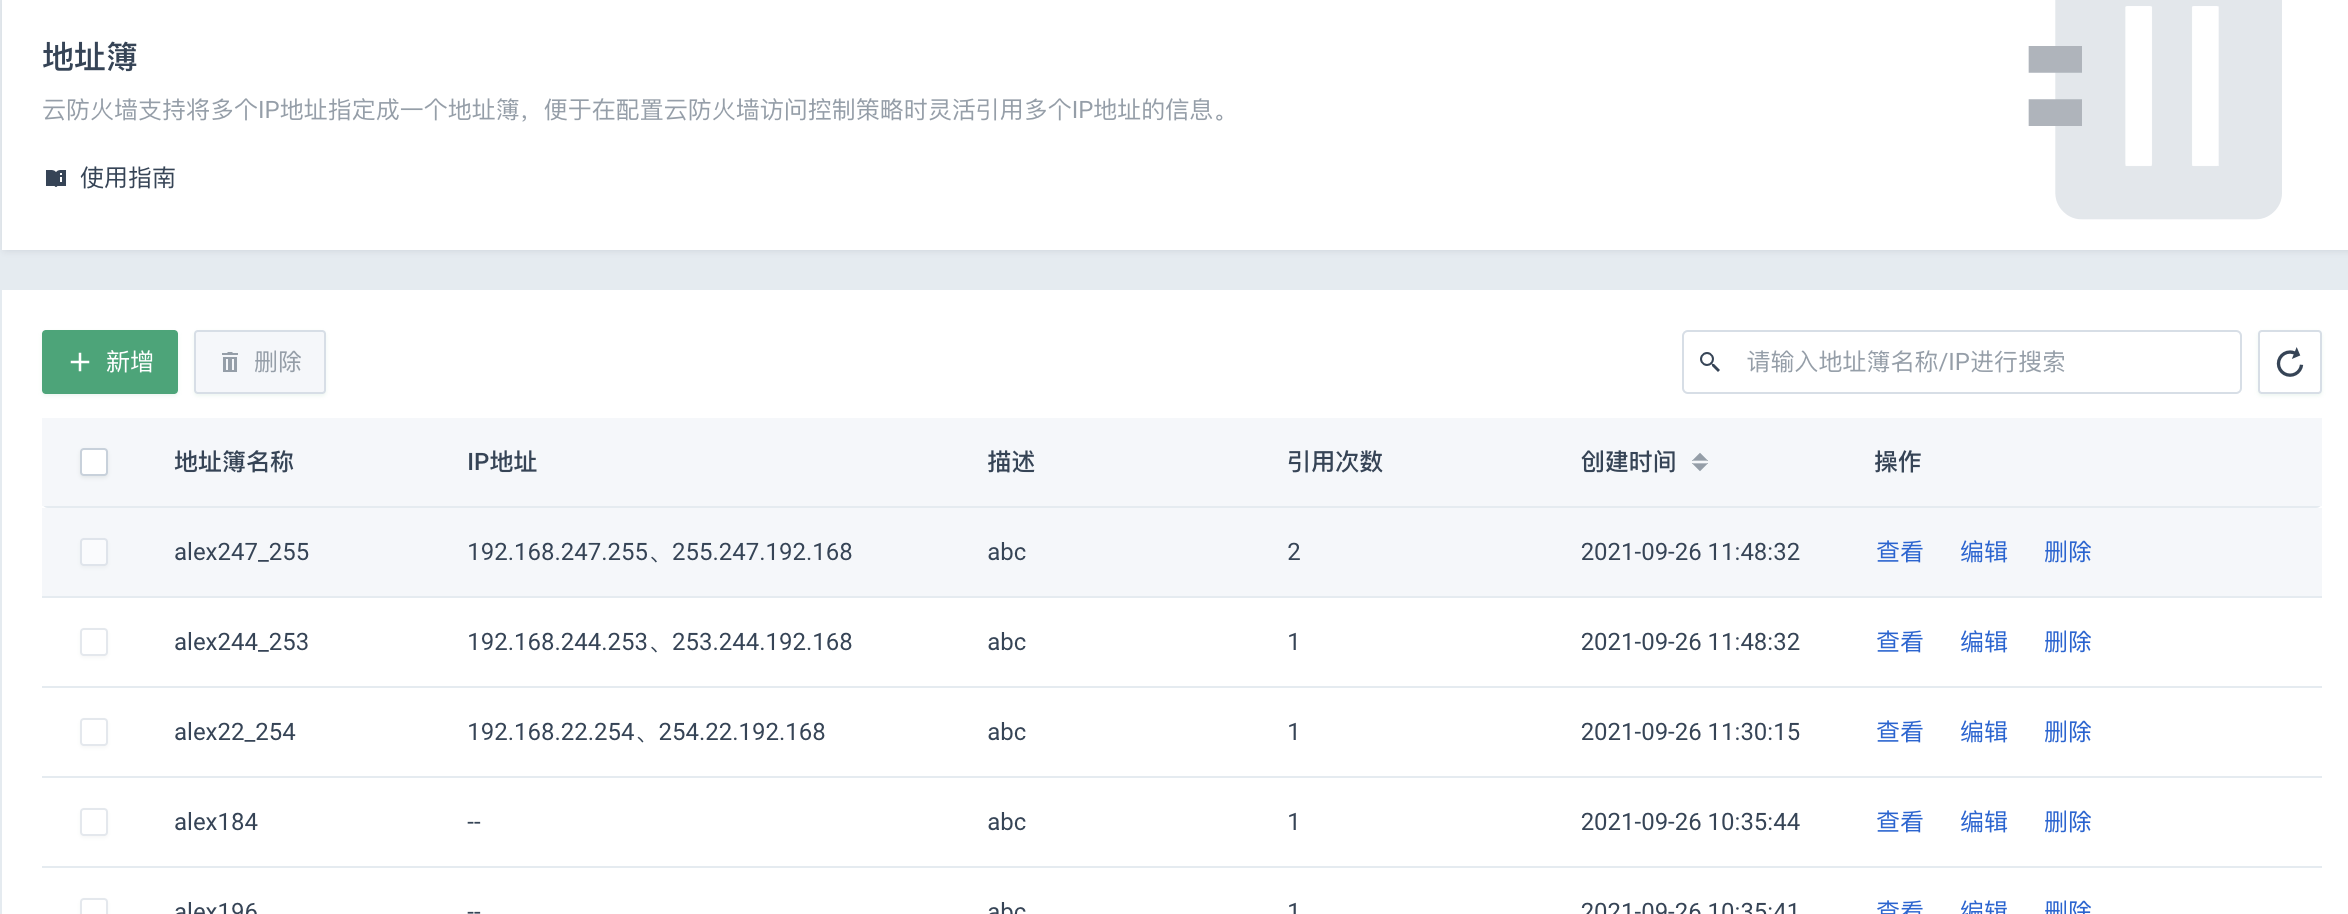 地址簿
云防火墙支持将多个IP地址指定成一个地址簿，便于在配置云防火墙访问控制策略时灵活引用多个IP地址的信息。
使用指南
新增 删除 请输入地址簿名称/IP进行搜索
地址簿名称 IP地址 描述 引用次数 创建时间 操作
alex247_255 192.168.247.255、255.247.192.168 abc 2 2021-09-26 11:48:32 查看 编辑 删除
alex244_253 192.168.244.253、253.244.192.168 abc 1 2021-09-26 11:48:32 查看 编辑 删除
alex22_254 192.168.22.254、254.22.192.168 abc 1 2021-09-26 11:30:15 查看 编辑 删除
alex184 -- abc 1 2021-09-26 10:35:44 查看 编辑 删除
alex196 -- abc 1 2021-09-26 10:35:41 查看 编辑 删除